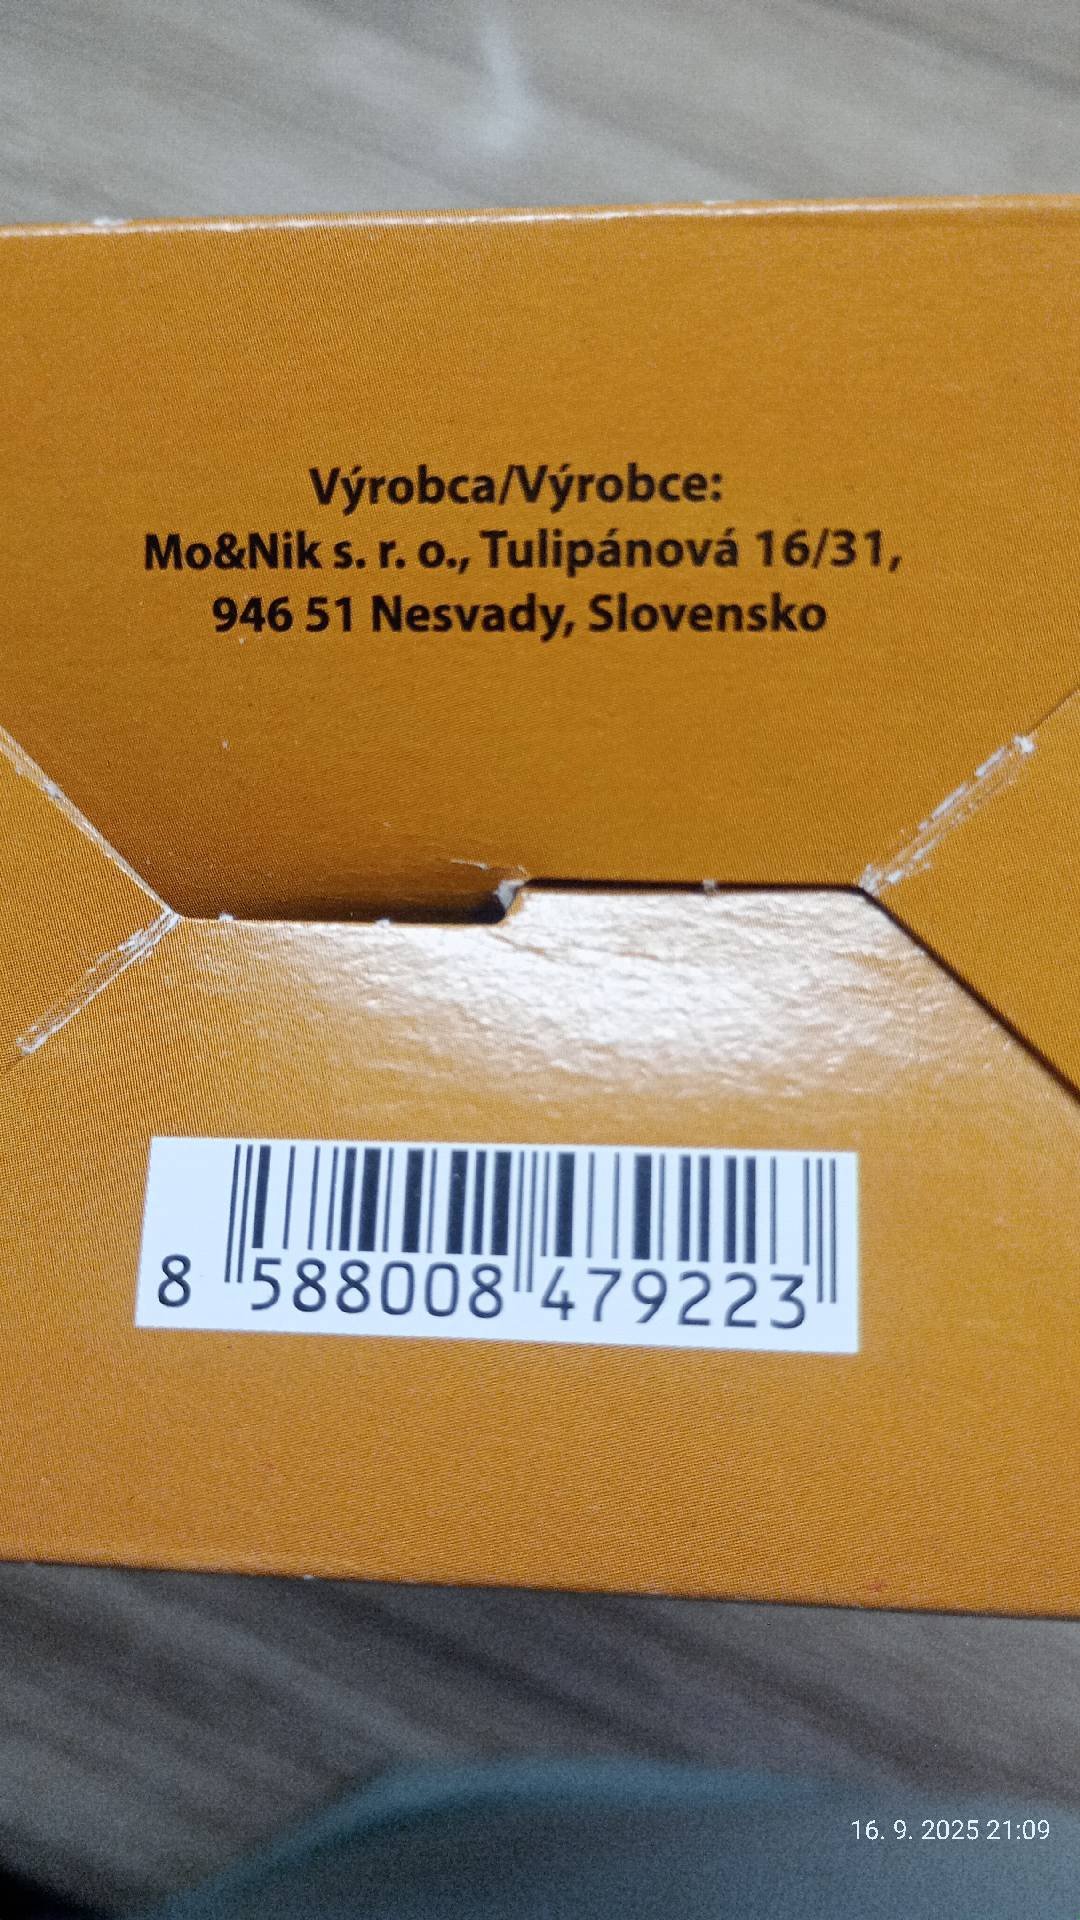 Výrobca/Výrobce:
Mo&Nik s. r. o., Tulipánová 16/31,
946 51 Nesvady, Slovensko
8 588008 479223
16. 9. 2025 21:09